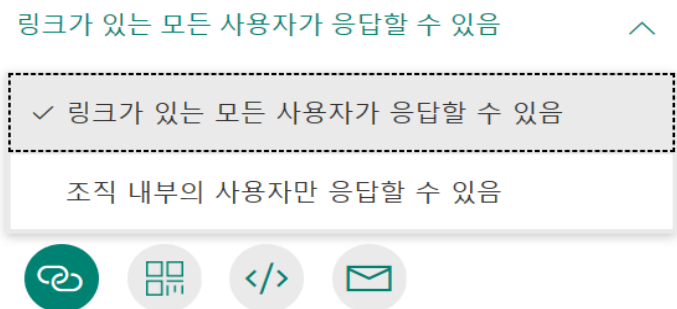 링크가 있는 모든 사용자가 응답할 수 있음
링크가 있는 모든 사용자가 응답할 수 있음
조직 내부의 사용자만 응답할 수 있음